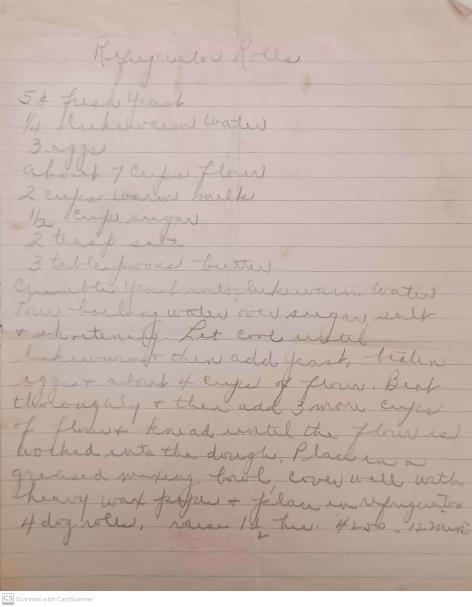 Refrigerator Rolls
5¢ fresh yeast
1/4 lukewarm water
3 eggs
about 7 cups flour
2 cups warm milk
1/2 cup sugar
2 teasp salt
3 tablespoons butter
Crumble yeast into lukewarm water
Pour boiling water over sugar, salt
+ shortening. Let cool until
lukewarm + then add yeast, beaten
eggs + about 4 cups of flour. Beat
thoroughly + then add 3 more cups
of flour + knead until the flour is
worked into the dough. Place in a
greased mixing bowl, cover well with
heavy wax paper + place in refrigerator
4 doz rolls, raise 1 1/2 hrs. 425° - 12 min
CS Scanned with CamScanner